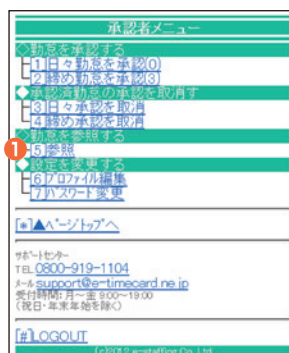 承認者メニュー
◇勤怠を承認する
[1]日々勤怠を承認(0)
[2]締め勤怠を承認(3)
◆承認済勤怠の承認を取消す
[3]日々承認を取消
[4]締め承認を取消
◇勤怠を参照する
1 [5]参照
◆設定を変更する
[6]プロファイル編集
[7]パスワード変更
[*]▲ページトップへ
サポートセンター
TEL.0800-919-1104
メール:support@e-timecard.ne.jp
受付時間:月~金 9:00~19:00
(祝日・年末年始を除く)
[#]LOGOUT
(c)2012 e-staffing Co., Ltd.